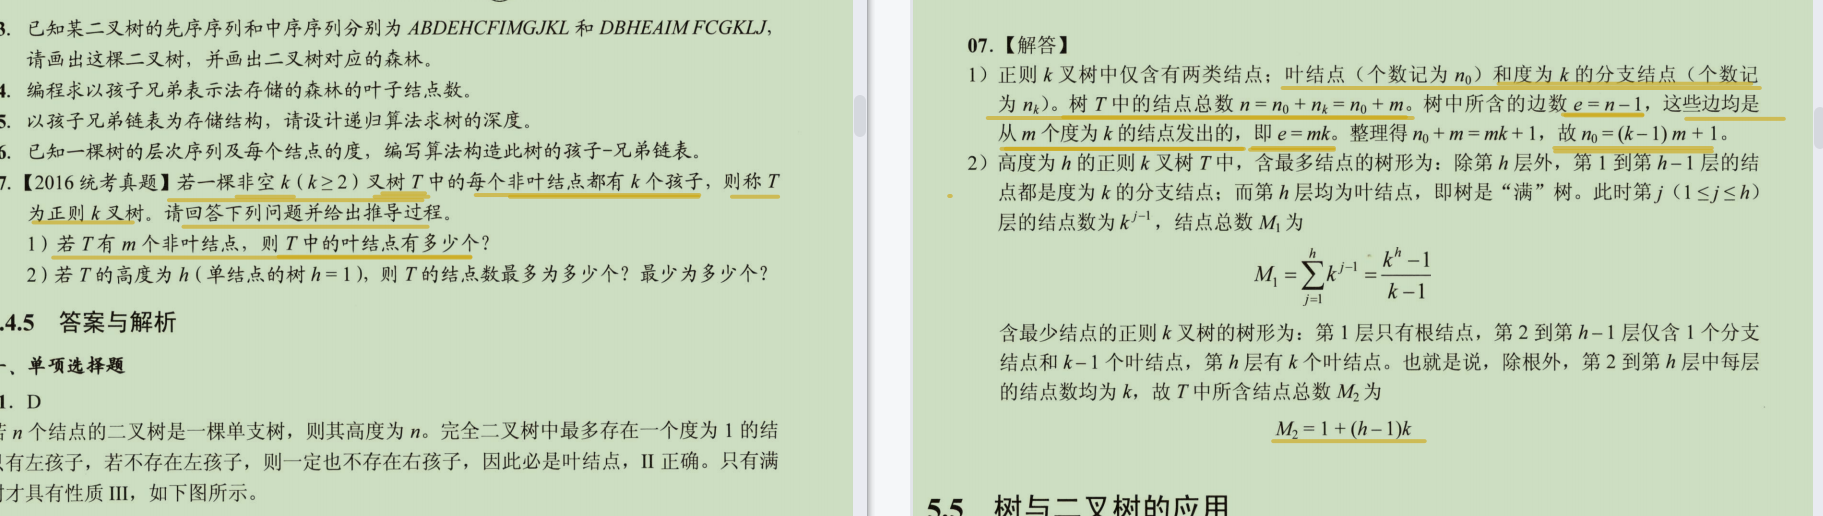 3. 已知某二叉树的先序序列和中序序列分别为 ABDEHCFIMGJKL 和 DBHEAIMFCGKLJ,
请画出这棵二叉树，并画出二叉树对应的森林。
4. 编程求以孩子兄弟表示法存储的森林的叶子结点数。
5. 以孩子兄弟链表为存储结构，请设计递归算法求树的深度。
6. 已知一棵树的层次序列及每个结点的度，编写算法构造此树的孩子-兄弟链表。
7.【2016 统考真题】若一棵非空 k ( k≥2 ) 叉树 T 中的每个非叶结点都有 k 个孩子，则称 T
为正则 k 叉树。请回答下列问题并给出推导过程。
1) 若 T 有 m 个非叶结点，则 T 中的叶结点有多少个？
2) 若 T 的高度为 h ( 单结点的树 h = 1 )，则 T 的结点数最多为多少个？最少为多少个？
.4.5 答案与解析
一、单项选择题
1. D
若 n 个结点的二叉树是一棵单支树，则其高度为 n。完全二叉树中最多存在一个度为 1 的结
只有左孩子，若不存在左孩子，则一定也不存在右孩子，因此必是叶结点，II 正确。只有满
树才具有性质 III，如下图所示。
07.【解答】
1）正则 k 叉树中仅含有两类结点：叶结点（个数记为 n₀）和度为 k 的分支结点（个数记
为 nₖ）。树 T 中的结点总数 n = n₀ + nₖ = n₀ + m。树中所含的边数 e = n – 1，这些边均是
从 m 个度为 k 的结点发出的，即 e = mk。整理得 n₀ + m = mk + 1，故 n₀ = (k – 1) m + 1。
2）高度为 h 的正则 k 叉树 T 中，含最多结点的树形为：除第 h 层外，第 1 到第 h – 1 层的结
点都是度为 k 的分支结点；而第 h 层均为叶结点，即树是“满”树。此时第 j（1 ≤ j ≤ h）
层的结点数为 k^{j–1}，结点总数 M₁ 为
M₁ = ∑_{j=1}^{h} k^{j–1} = (k^h – 1)/(k – 1)
含最少结点的正则 k 叉树的树形为：第 1 层只有根结点，第 2 到第 h – 1 层仅含 1 个分支
结点和 k – 1 个叶结点，第 h 层有 k 个叶结点。也就是说，除根外，第 2 到第 h 层中每层
的结点数均为 k，故 T 中所含结点总数 M₂ 为
M₂ = 1 + (h – 1)k
5.5 树与二叉树的应用